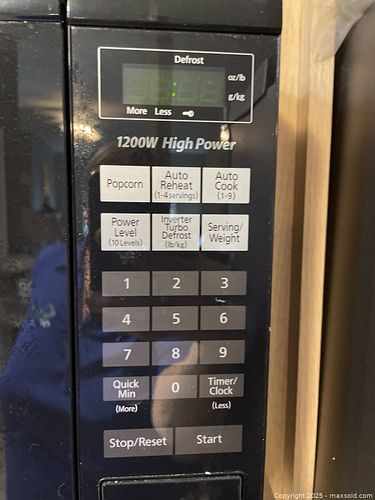 Defrost
oz/lb
g/kg
More Less
1200W High Power
Popcorn
Auto
Reheat
(1-4 servings)
Auto
Cook
(1-9)
Power
Level
(10 Levels)
Inverter
Turbo
Defrost
(lb/kg)
Serving/
Weight
1 2 3
4 5 6
7 8 9
Quick
Min
(More)
0
Timer/
Clock
(Less)
Stop/Reset Start
Copyright 2025 - maxsold.com